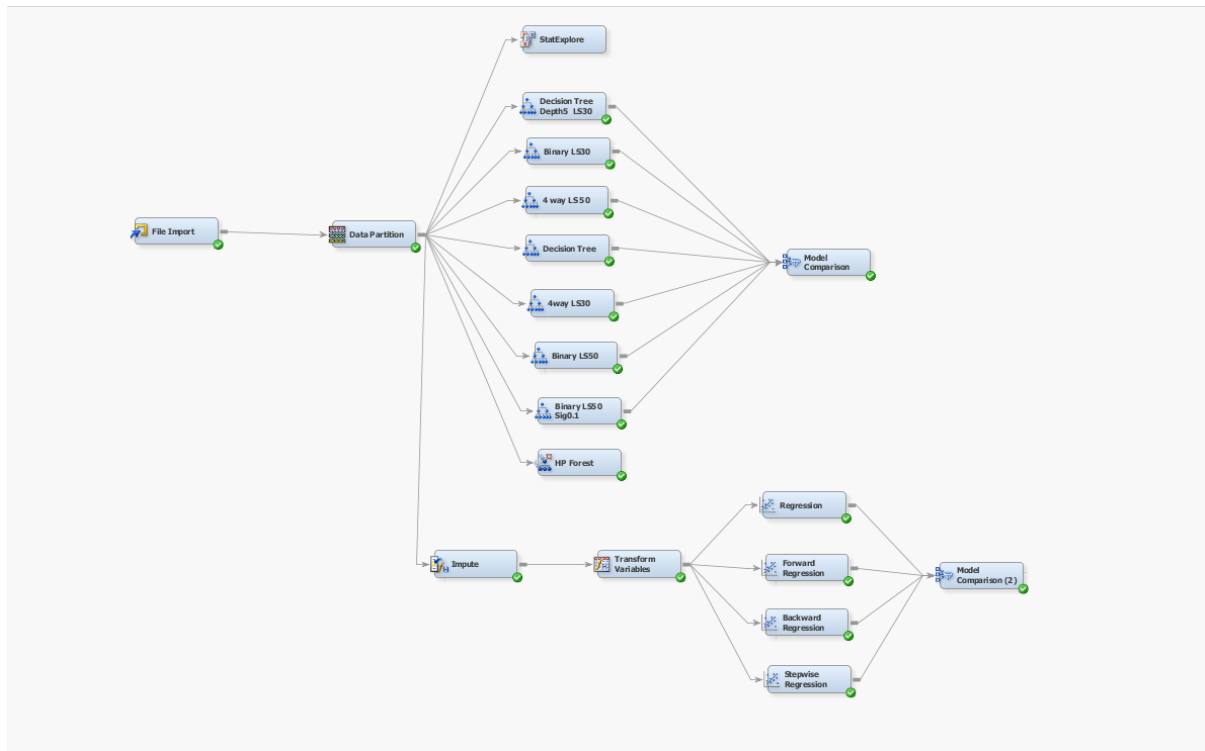 StatExplore
Decision Tree
Depth5 LS30
Binary LS30
4 way LS50
File Import
Data Partition
Decision Tree
Model
Comparison
4way LS30
Binary LS50
Binary LS50
Sig0.1
HP Forest
Regression
Impute
Transform
Variables
Forward
Regression
Model
Comparison (2)
Backward
Regression
Stepwise
Regression